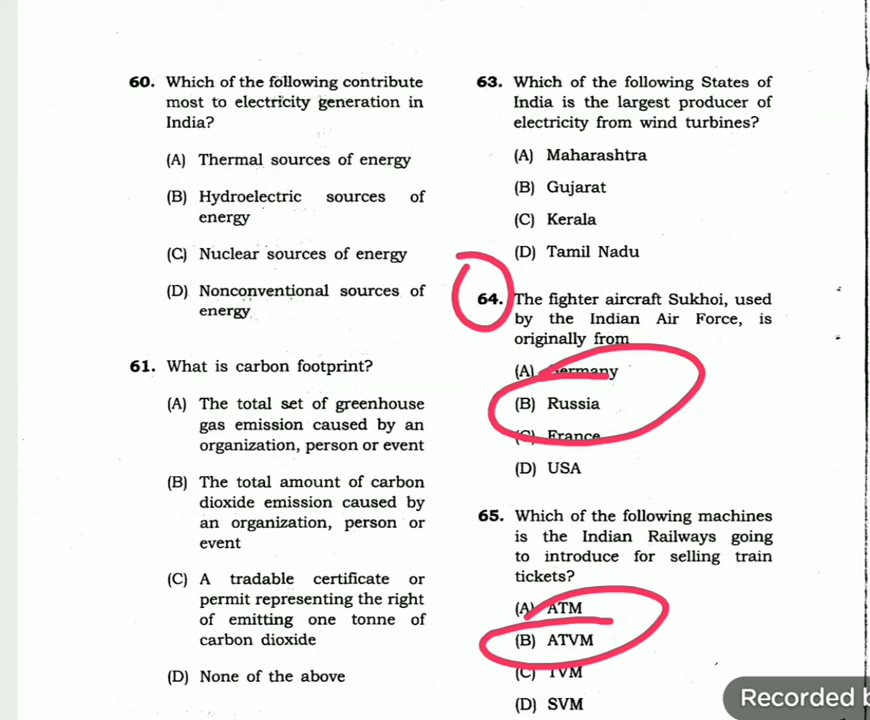 60. Which of the following contribute
most to electricity generation in
India?
(A) Thermal sources of energy
(B) Hydroelectric sources of
energy
(C) Nuclear sources of energy
(D) Nonconventional sources of
energy
61. What is carbon footprint?
(A) The total set of greenhouse
gas emission caused by an
organization, person or event
(B) The total amount of carbon
dioxide emission caused by
an organization, person or
event
(C) A tradable certificate or
permit representing the right
of emitting one tonne of
carbon dioxide
(D) None of the above
63. Which of the following States of
India is the largest producer of
electricity from wind turbines?
(A) Maharashtra
(B) Gujarat
(C) Kerala
(D) Tamil Nadu
64. The fighter aircraft Sukhoi, used
by the Indian Air Force, is
originally from
(A) Germany
(B) Russia
(C) France
(D) USA
65. Which of the following machines
is the Indian Railways going
to introduce for selling train
tickets?
(A) ATM
(B) ATVM
(C) TVM
(D) SVM
Recorded